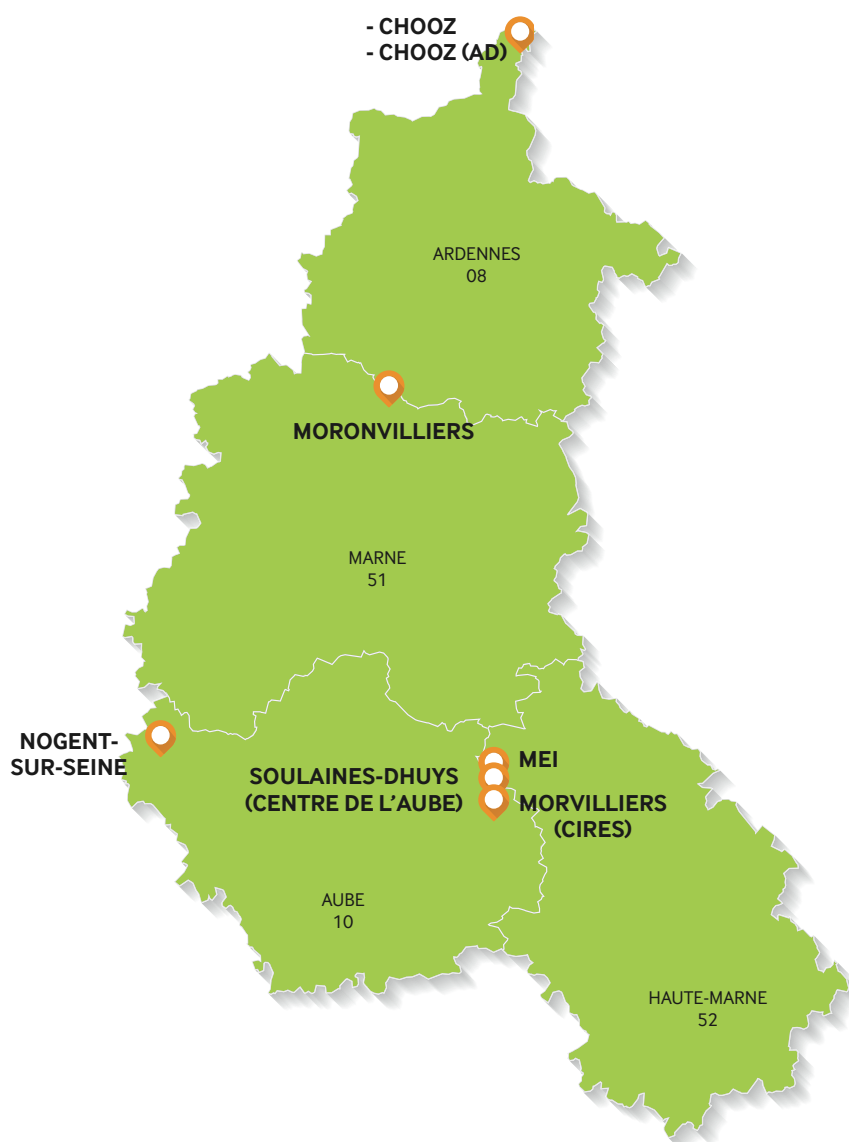 - CHOOZ
- CHOOZ (AD)
ARDENNES
08
MORONVILLIERS
MARNE
51
NOGENT-
SUR-SEINE
MEI
SOULAINES-DHUYS
(CENTRE DE L'AUBE)
MORVILLIERS
(CIRES)
AUBE
10
HAUTE-MARNE
52